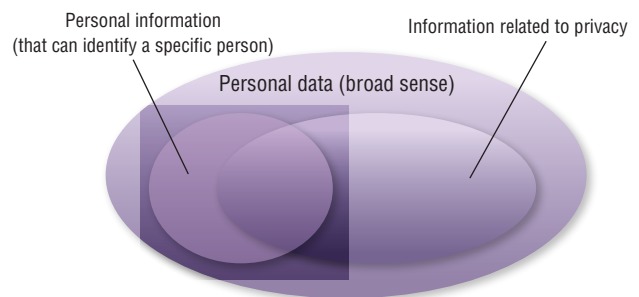 Personal information
(that can identify a specific person)
Information related to privacy
Personal data (broad sense)